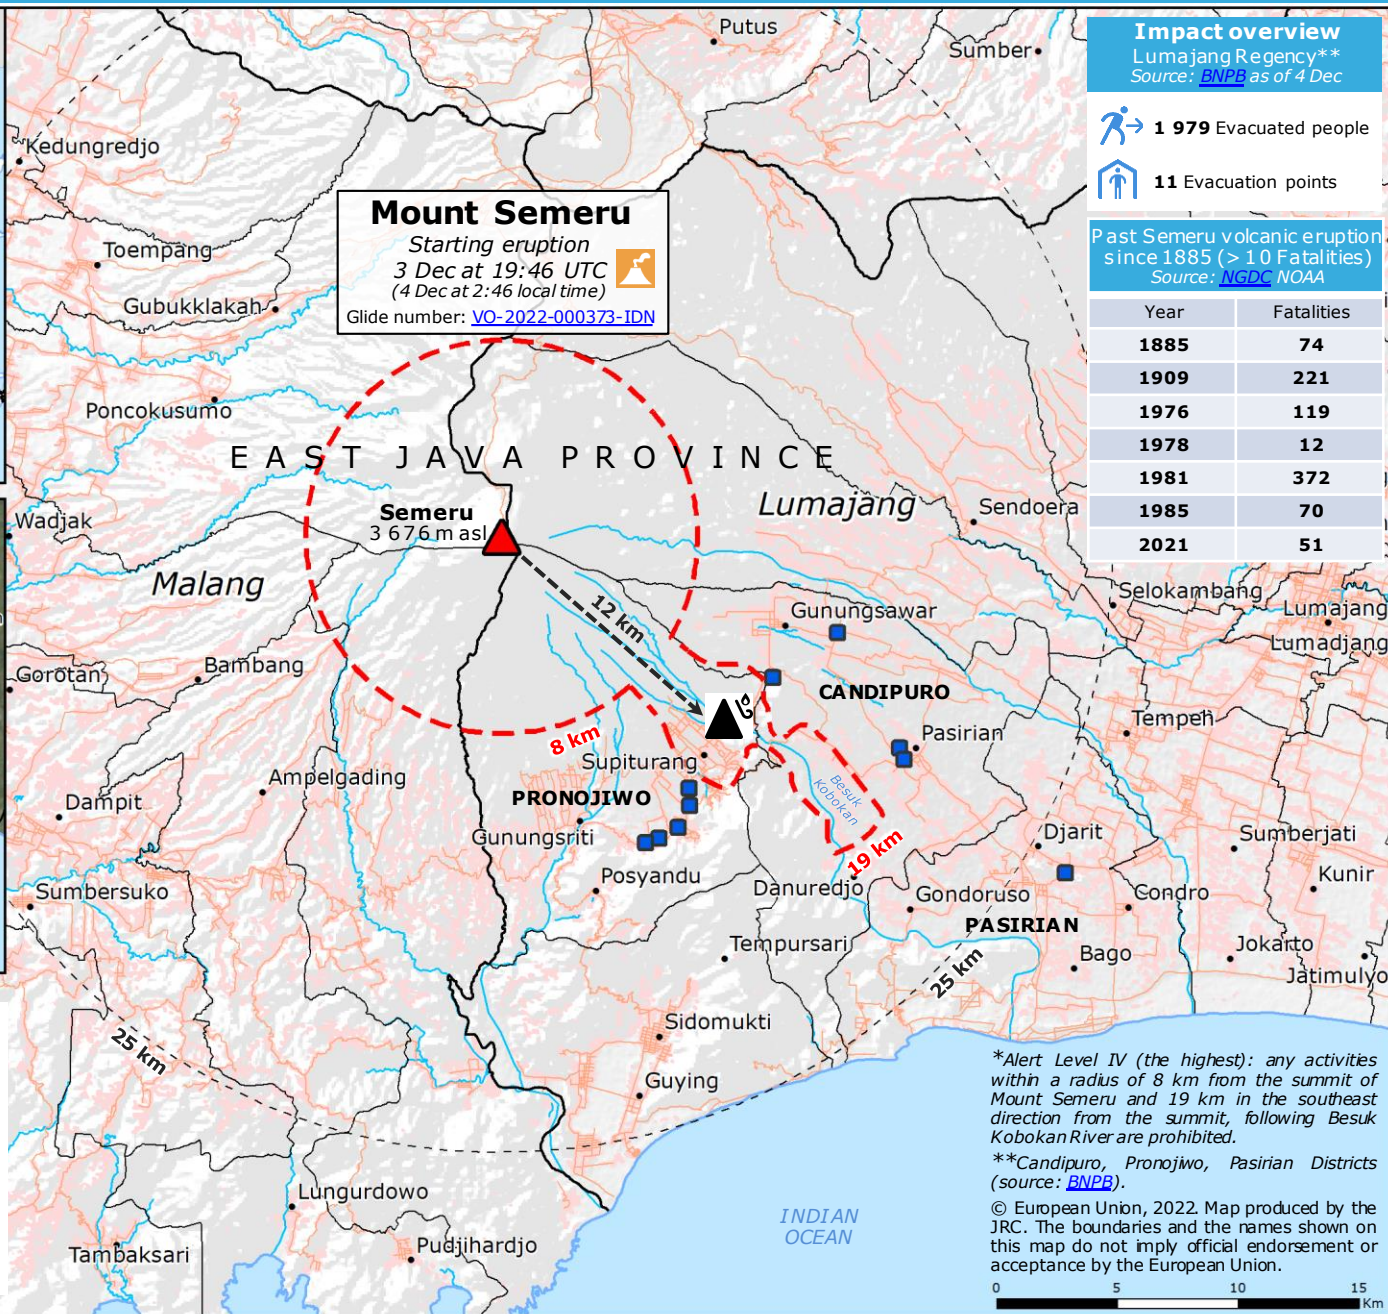 Putus
Sumber
Kedungredjo
Toempang
Gubukklakah
Poncokusumo
Mount Semeru
Starting eruption
3 Dec at 19:46 UTC
(4 Dec at 2:46 local time)
Glide number: VO-2022-000373-IDN
EAST JAVA PROVINCE
Semeru
3 676 m asl
Wadjak
Malang
Lumajang
Sendoera
12 km
Gunungsawar
Selokambang
Lumajang
Lumadjang
Gorotan
Bambang
CANDIPURO
Tempeh
Pasirian
8 km
Supiturang
Ampelgading
Dampit
PRONOJIWO
Gunungsriti
Besuk
Kobokan
19 km
Djarit
Sumberjati
Sumbersuko
Posyandu
Danuredjo
Gondoruso
Condro
Kunir
PASIRIAN
Tempursari
Bago
Jokarto
Jatimulyo
25 km
25 km
Sidomukti
Guying
Lungurdowo
Tambaksari
Pudjihardjo
INDIAN
OCEAN
Impact overview
Lumajang Regency**
Source: BNPB as of 4 Dec
1 979 Evacuated people
11 Evacuation points
Past Semeru volcanic eruption
since 1885 (>10 Fatalities)
Source: NGDC NOAA
Year Fatalities
1885 74
1909 221
1976 119
1978 12
1981 372
1985 70
2021 51
*Alert Level IV (the highest): any activities
within a radius of 8 km from the summit of
Mount Semeru and 19 km in the southeast
direction from the summit, following Besuk
Kobokan River are prohibited.
**Candipuro, Pronojiwo, Pasirian Districts
(source: BNPB).
© European Union, 2022. Map produced by the
JRC. The boundaries and the names shown on
this map do not imply official endorsement or
acceptance by the European Union.
0 5 10 15
Km